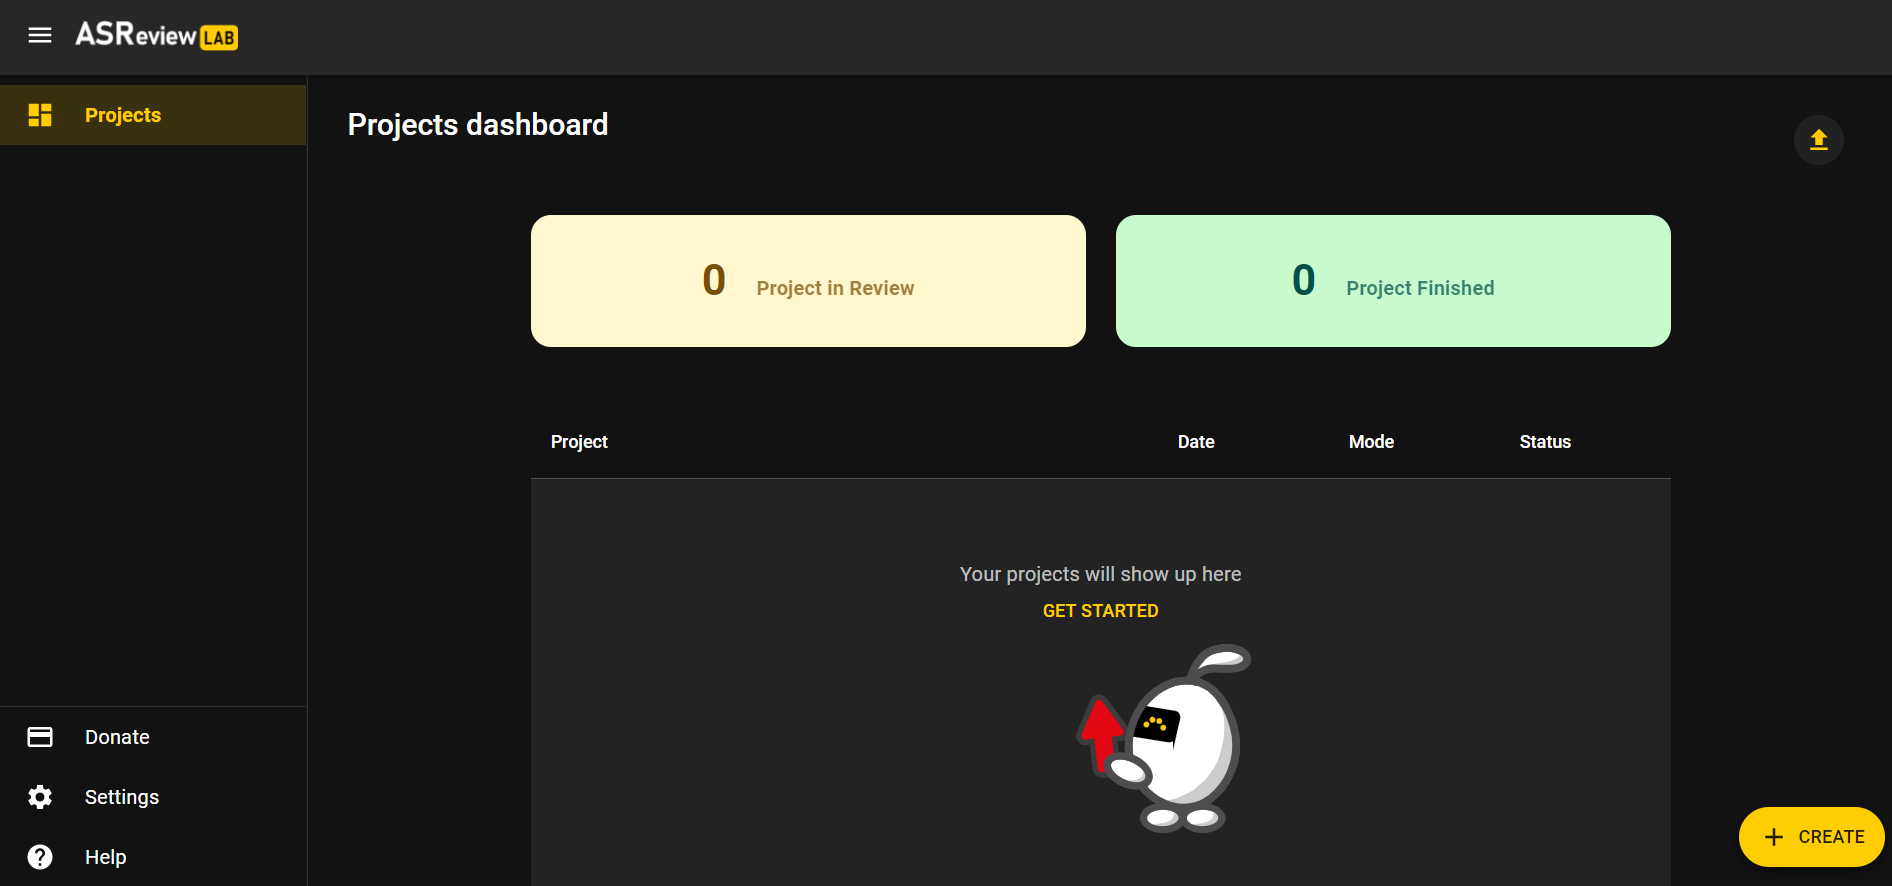 ASReview LAB
Projects
Projects dashboard
0 Project in Review
0 Project Finished
Project Date Mode Status
Your projects will show up here
GET STARTED
Donate
Settings
Help
CREATE